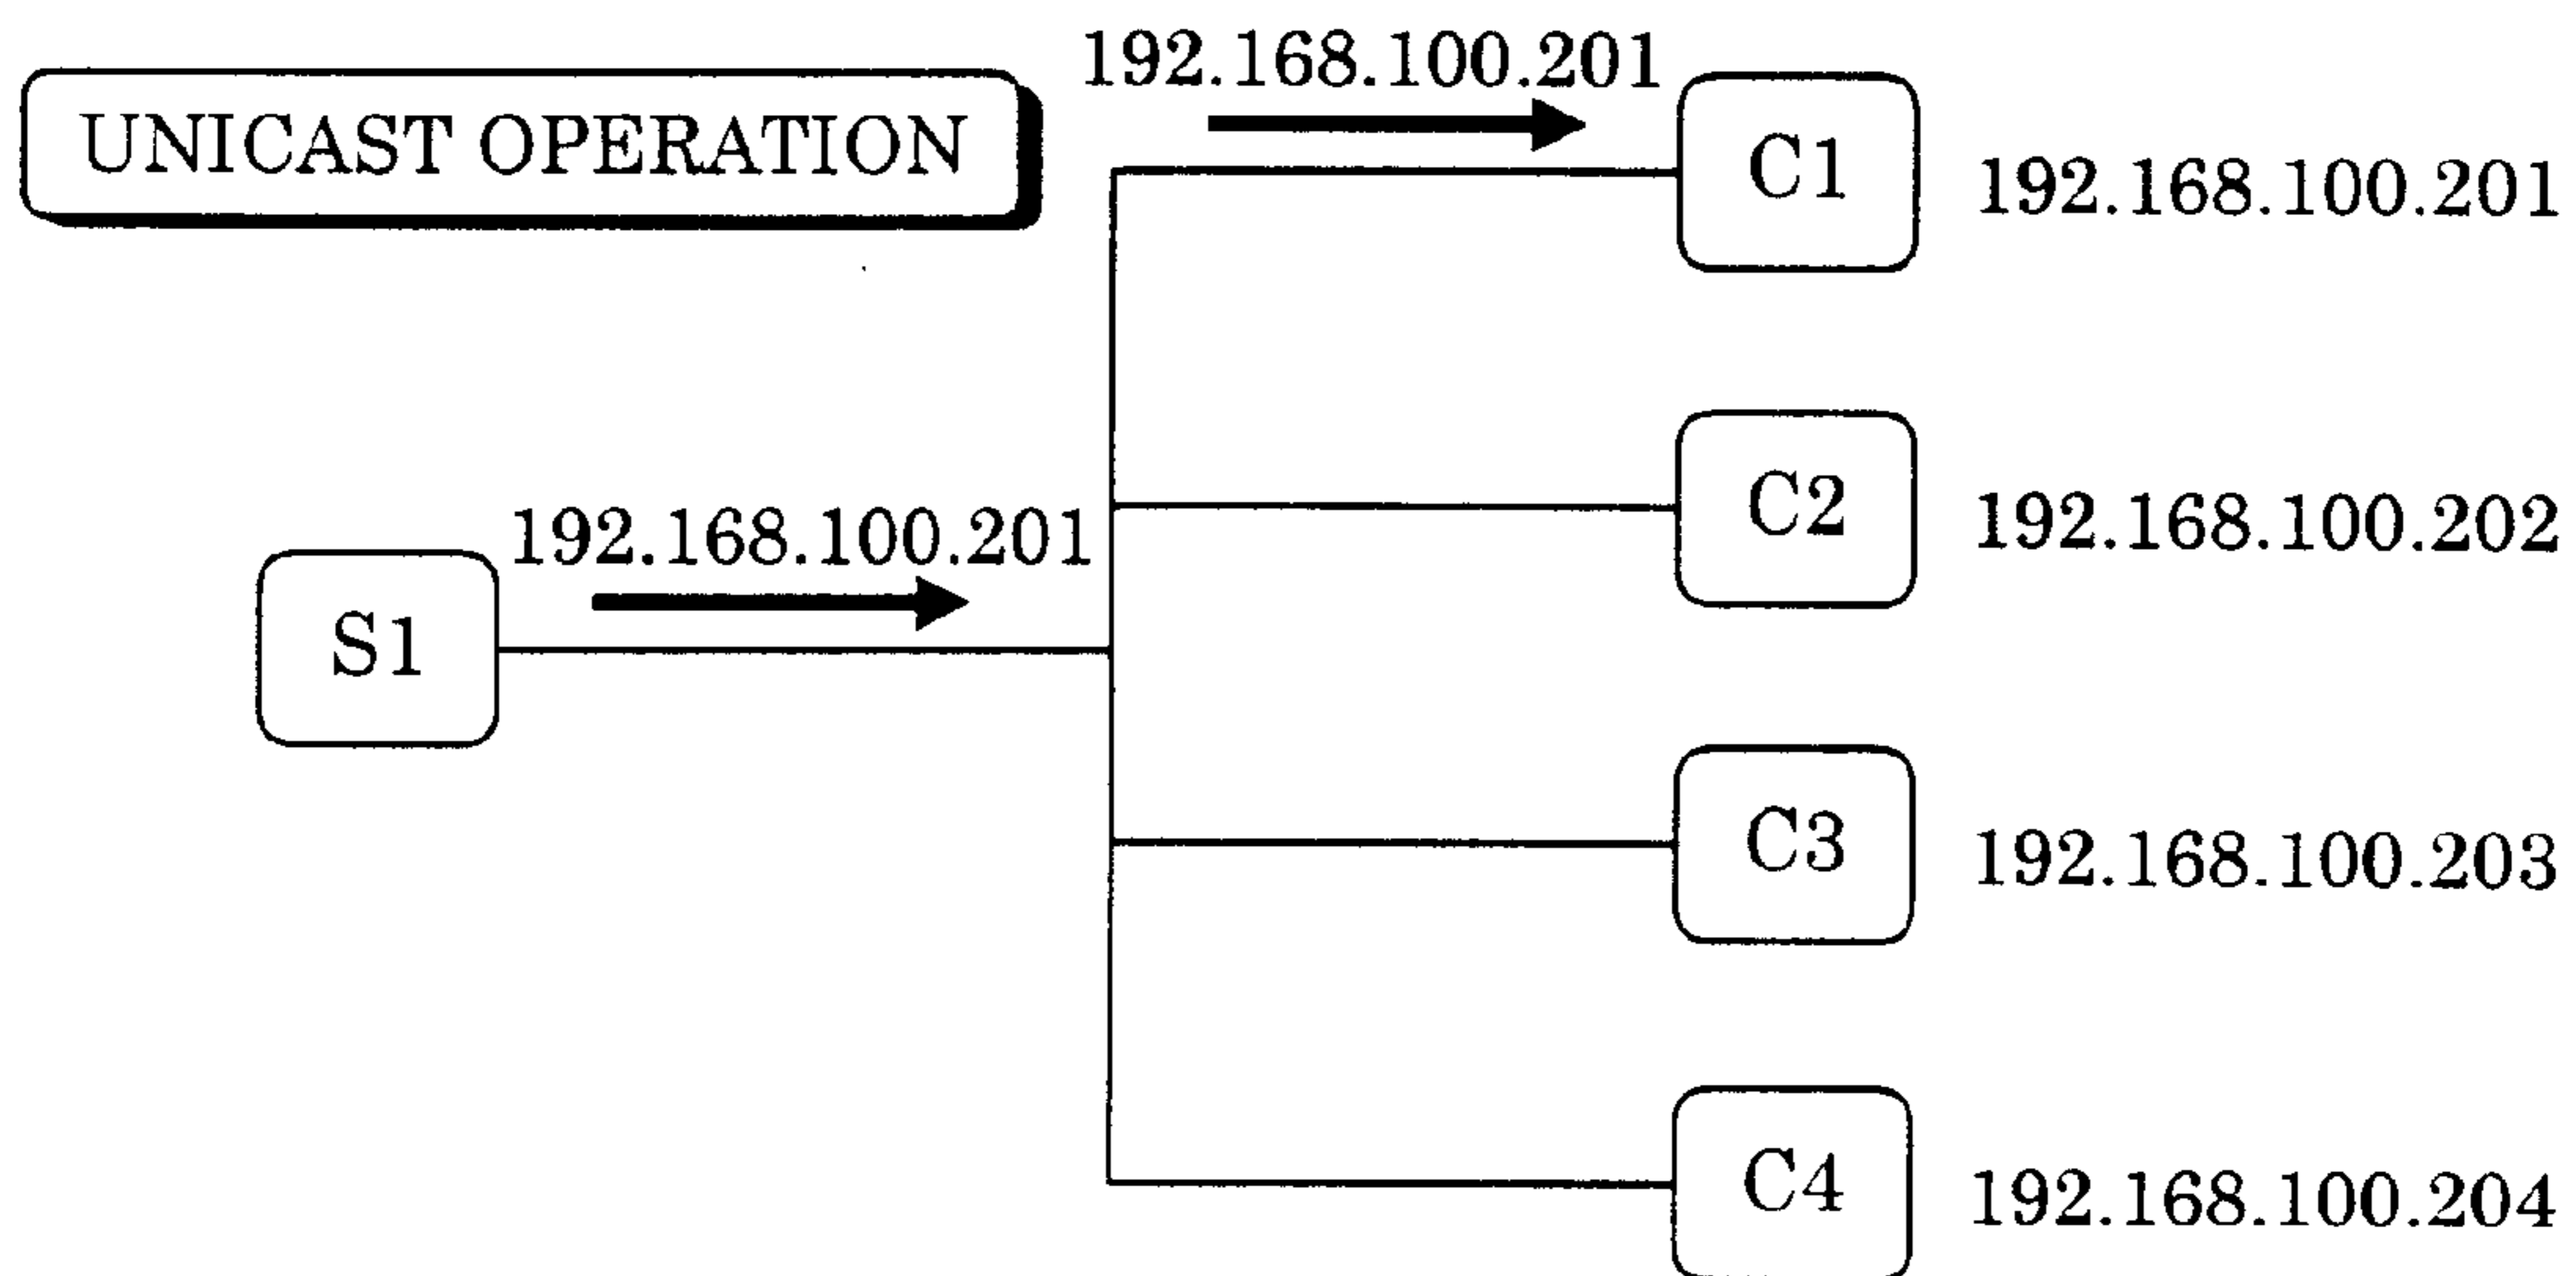 UNICAST OPERATION
192.168.100.201
C1
192.168.100.201
C2
192.168.100.202
192.168.100.201
S1
C3
192.168.100.203
C4
192.168.100.204